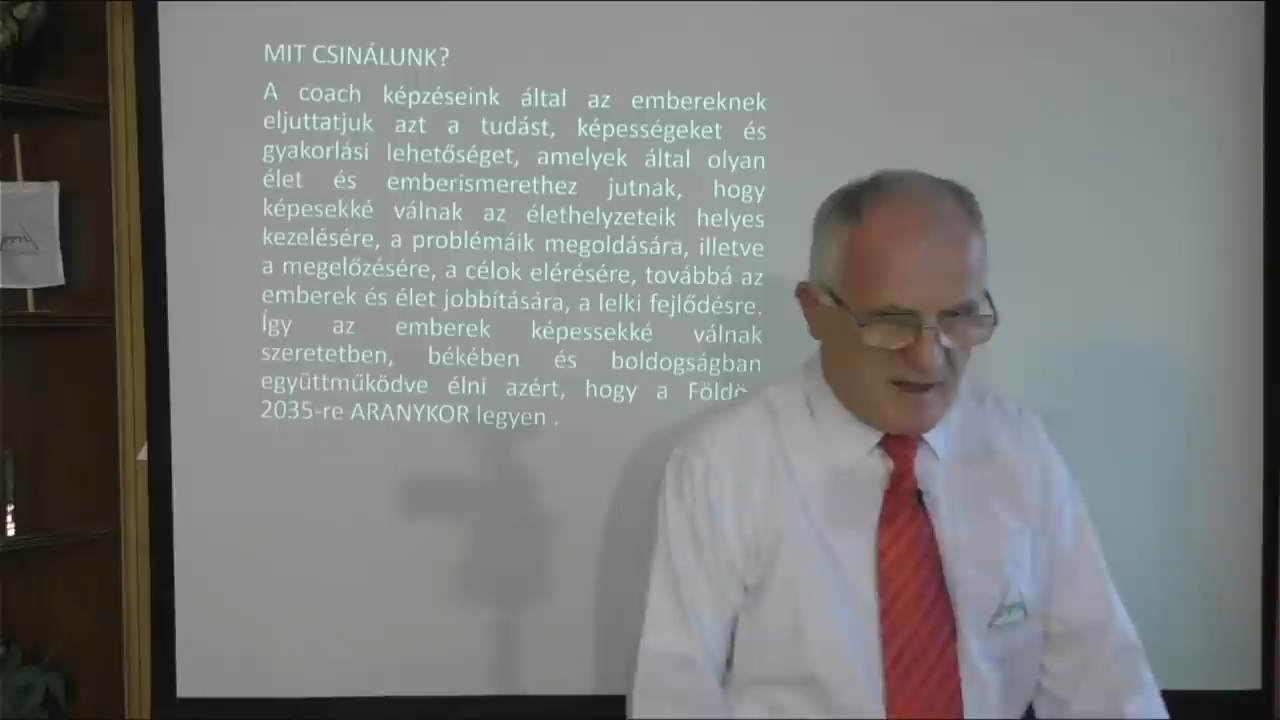 MIT CSINÁLUNK?
A coach képzéseink által az embereknek
eljuttatjuk azt a tudást, képességeket és
gyakorlási lehetőséget, amelyek által olyan
élet és emberismerethez jutnak, hogy
képesekké válnak az élethelyzeteik helyes
kezelésére, a problémáik megoldására, illetve
a megelőzésére, a célok elérésére, továbbá az
emberek és élet jobbítására, a lelki fejlődésre.
Így az emberek képessekké válnak
szeretetben, békében és boldogságban
együttműködve élni azért, hogy a
2035-re ARANYKOR legyen .